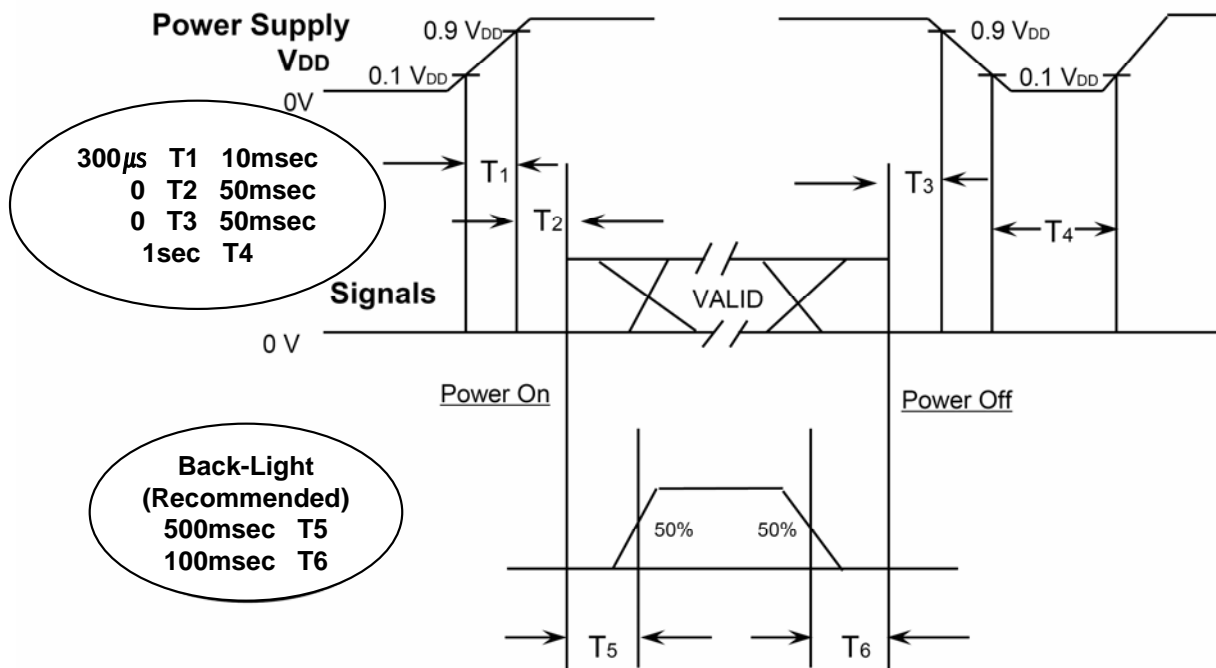 Power Supply
VDD
0.9 VDD
0.1 VDD
0V
0.9 VDD
0.1 VDD
300㎲ T1 10msec
0 T2 50msec
0 T3 50msec
1sec T4
T1
T2
T3
T4
Signals
VALID
0 V
Power On
Power Off
Back-Light
(Recommended)
500msec T5
100msec T6
50%
50%
T5
T6